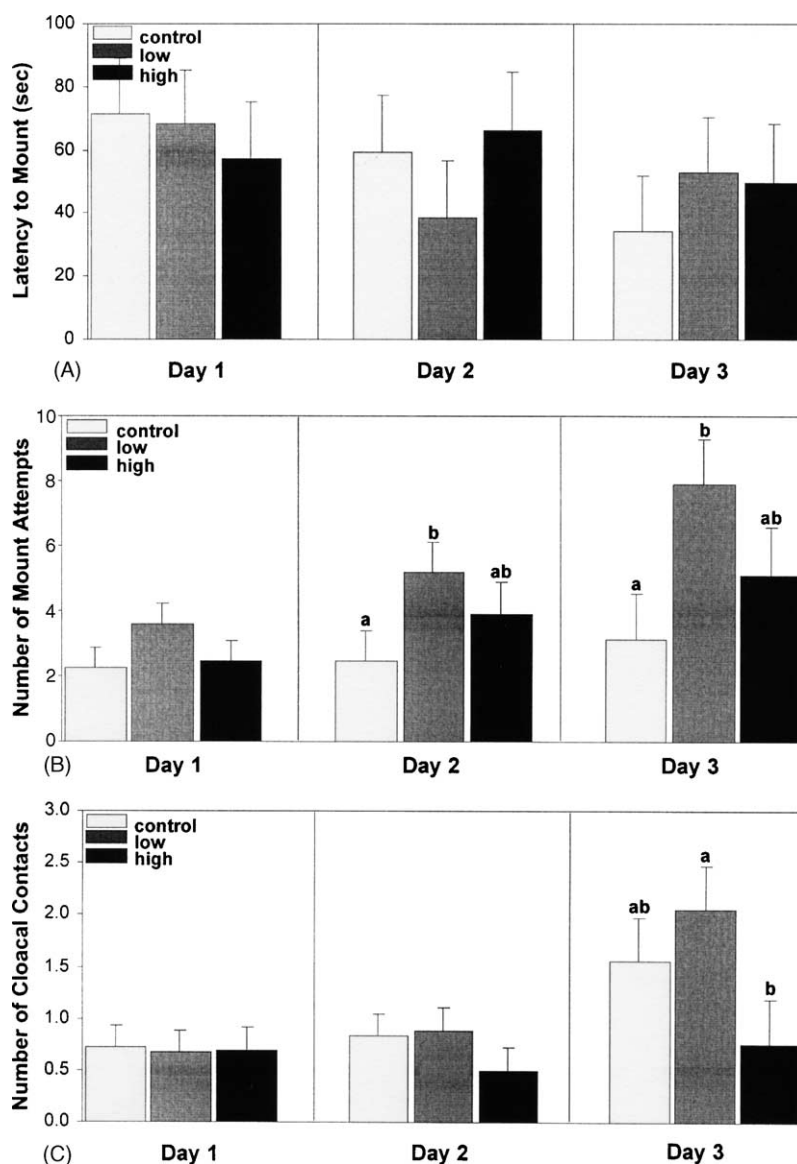 Latency to Mount (sec)
100
80
60
40
20
0
control
low
high
(A)
Day 1
Day 2
Day 3
Number of Mount Attempts
10
8
6
4
2
0
control
low
high
a
b
ab
a
b
ab
(B)
Day 1
Day 2
Day 3
Number of Cloacal Contacts
3.0
2.5
2.0
1.5
1.0
0.5
0.0
control
low
high
ab
a
b
(C)
Day 1
Day 2
Day 3